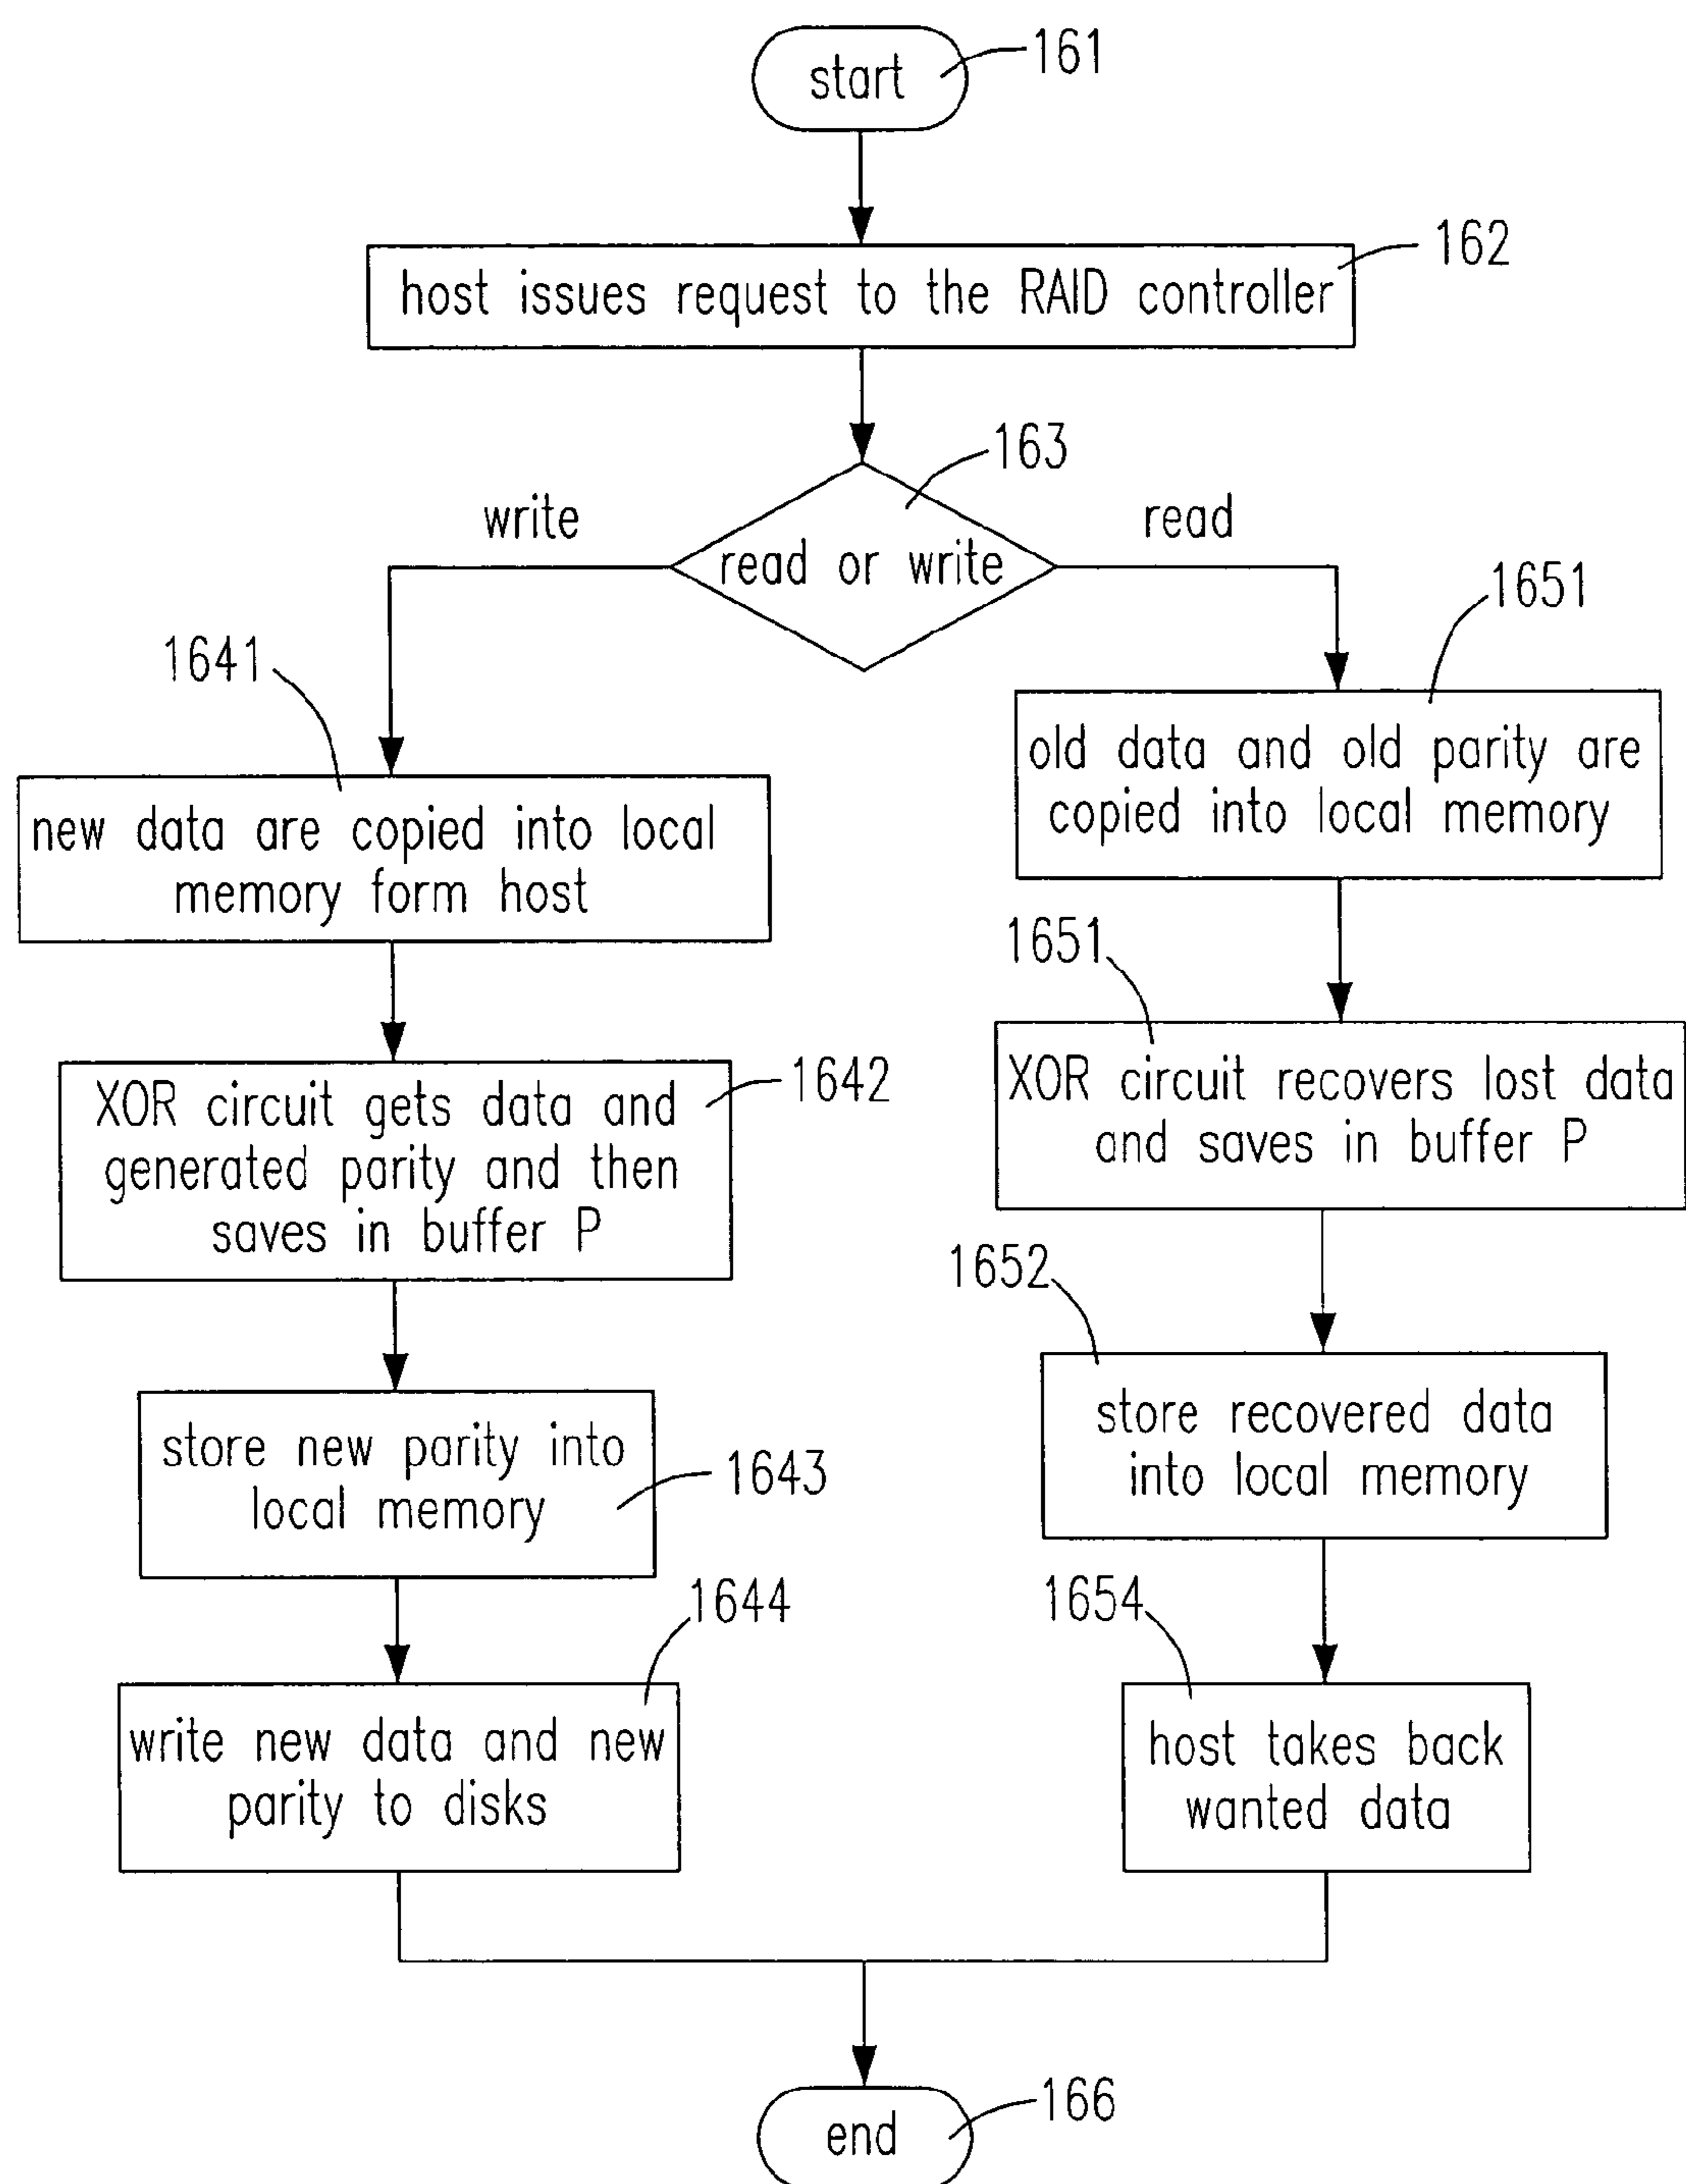 start
161
host issues request to the RAID controller
162
163
write
read or write
read
1641
new data are copied into local
memory form host
1642
XOR circuit gets data and
generated parity and then
saves in buffer P
store new parity into
local memory
1643
1644
write new data and new
parity to disks
1651
old data and old parity are
copied into local memory
1651
XOR circuit recovers lost data
and saves in buffer P
1652
store recovered data
into local memory
1654
host takes back
wanted data
end
166